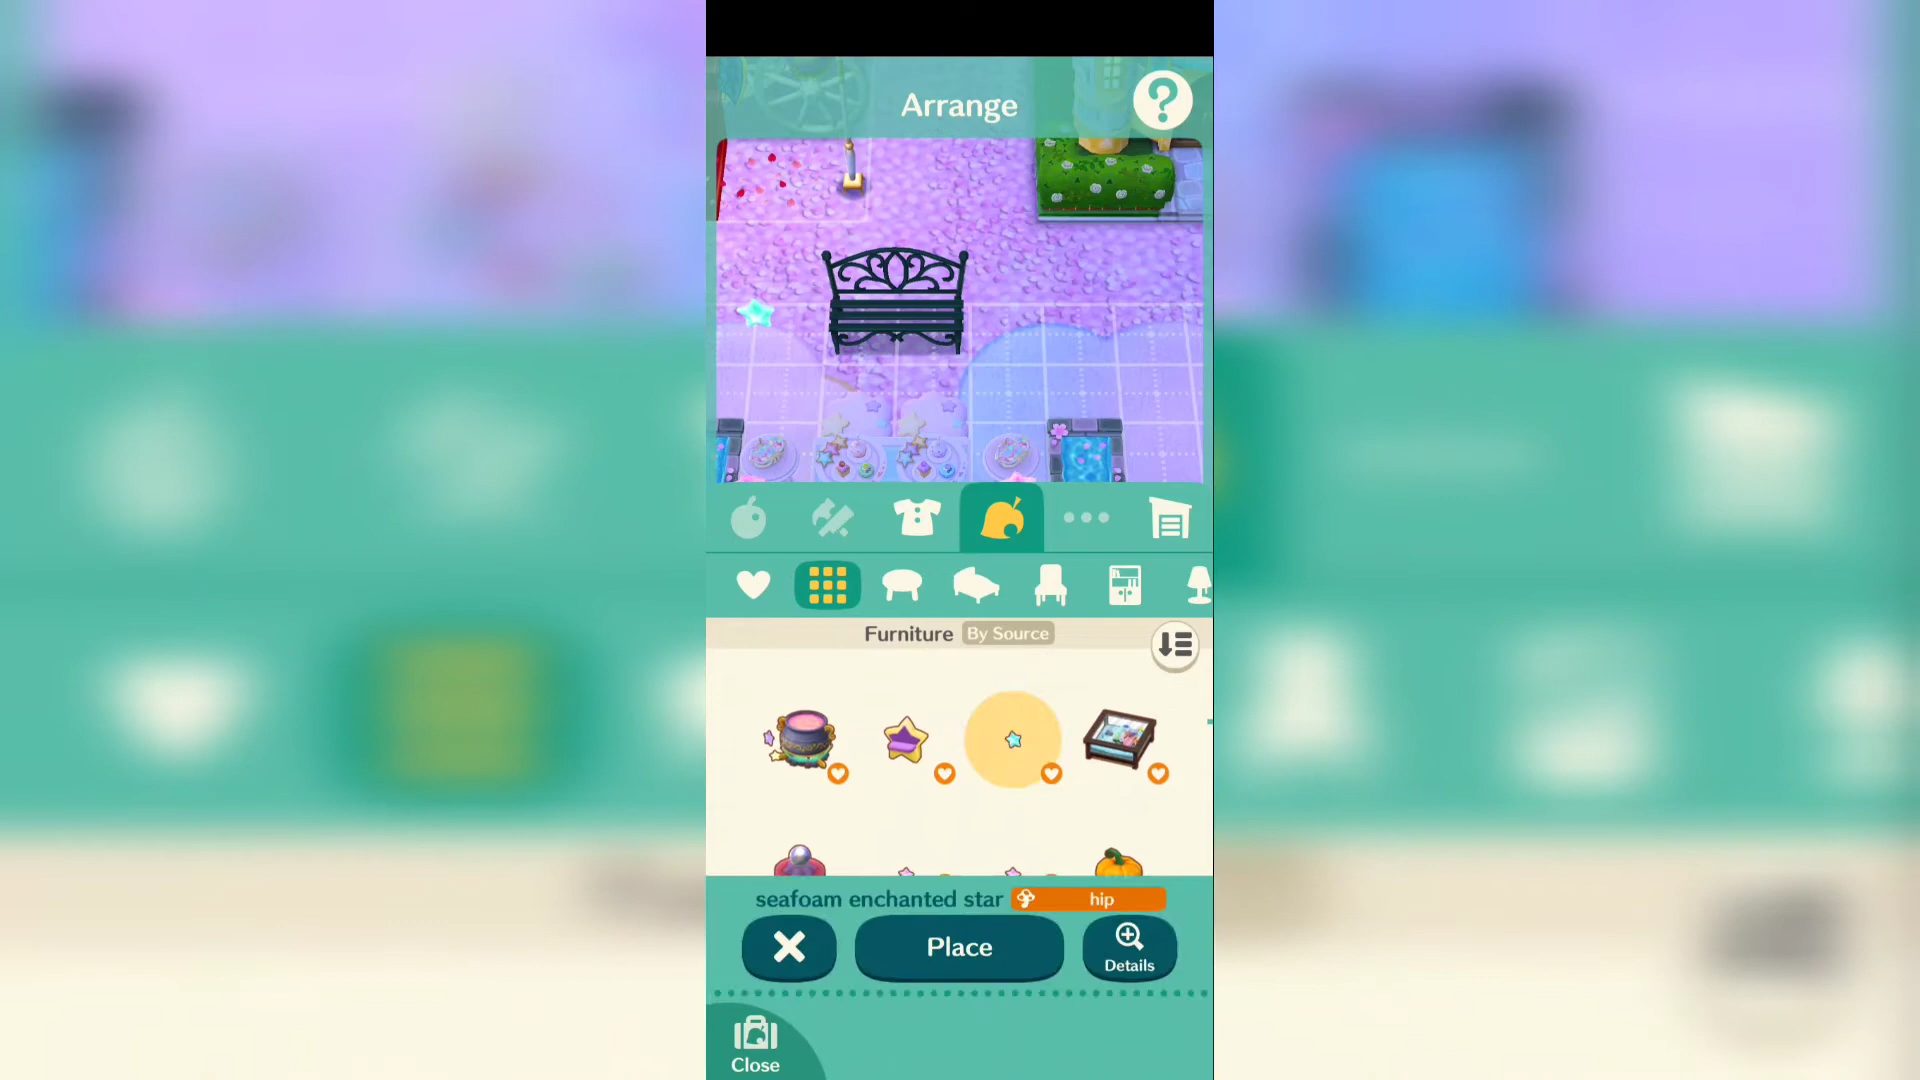 Arrange
?
Furniture By Source
seafoam enchanted star hip
Place
Details
Close